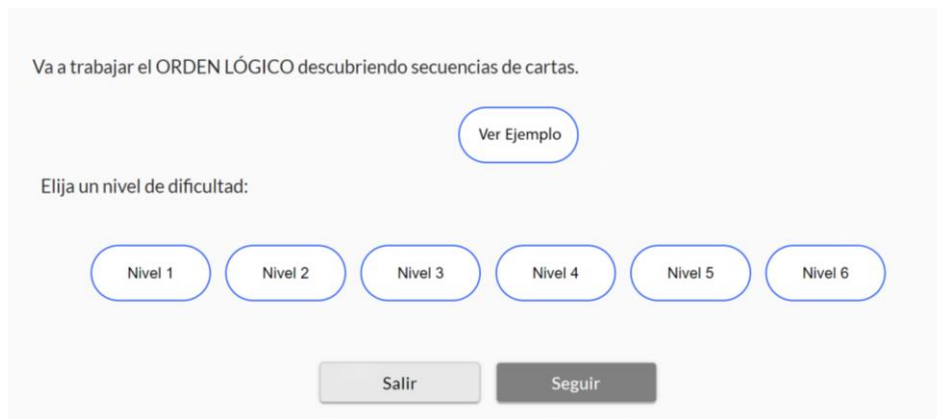 Va a trabajar el ORDEN LÓGICO descubriendo secuencias de cartas.
Ver Ejemplo
Elija un nivel de dificultad:
Nivel 1 Nivel 2 Nivel 3 Nivel 4 Nivel 5 Nivel 6
Salir Seguir